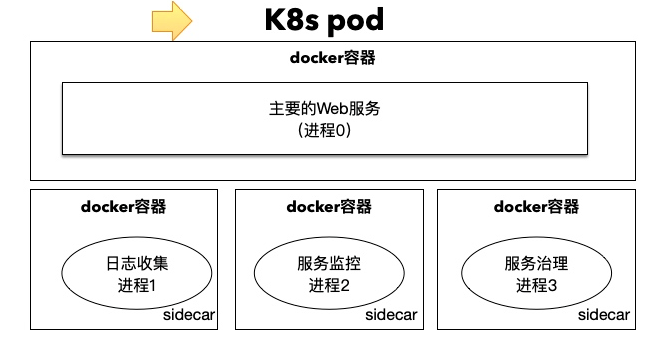 K8s pod
docker容器
主要的Web服务
（进程0）
docker容器
日志收集
进程1
sidecar
docker容器
服务监控
进程2
sidecar
docker容器
服务治理
进程3
sidecar